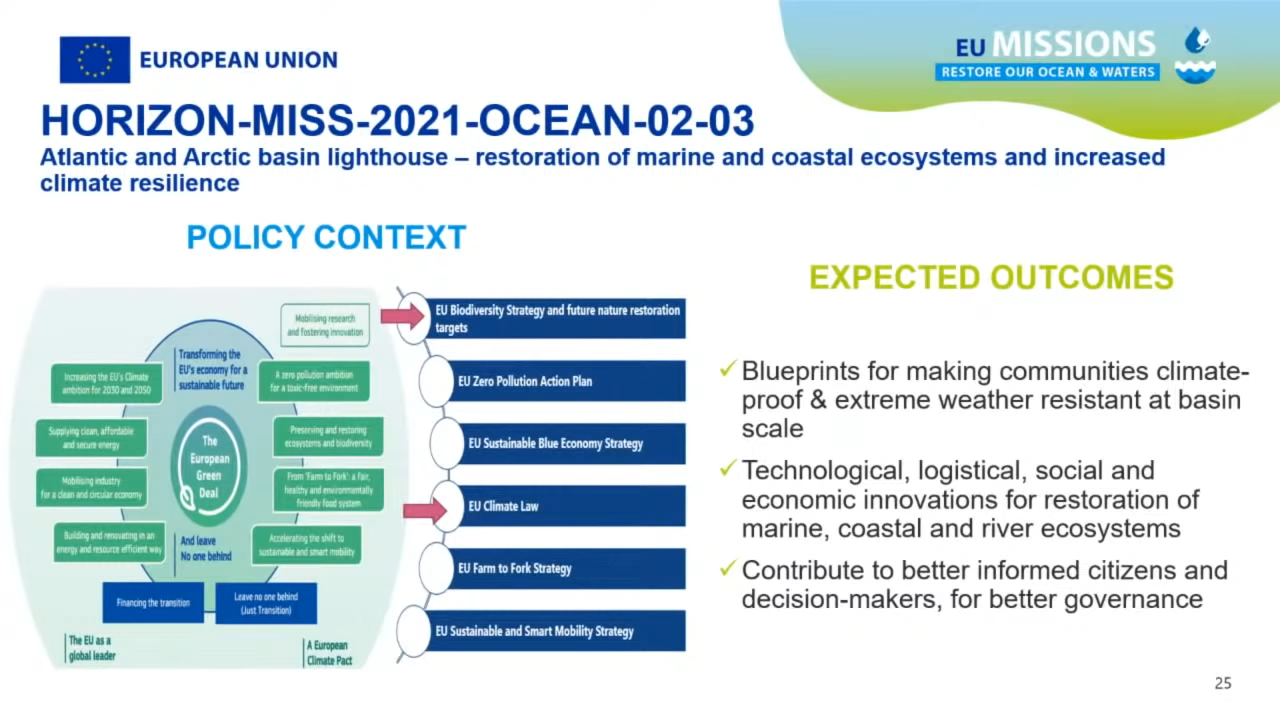 EUROPEAN UNION
EU MISSIONS
RESTORE OUR OCEAN & WATERS
HORIZON-MISS-2021-OCEAN-02-03
Atlantic and Arctic basin lighthouse – restoration of marine and coastal ecosystems and increased
climate resilience
POLICY CONTEXT
Mobilising research
and fostering innovation
Transforming the
EU's economy for a
sustainable future
Increasing the EU's Climate
ambition for 2030 and 2050
A zero pollution ambition
for a toxic-free environment
Supplying clean, affordable
and secure energy
Preserving and restoring
ecosystems and biodiversity
The
European
Green
Deal
Mobilising industry
for a clean and circular economy
From 'Farm to Fork': a fair,
healthy and environmentally
friendly food system
Building and renovating in an
energy and resource efficient way
And leave
No one behind
Accelerating the shift to
sustainable and smart mobility
Financing the transition
Leave no one behind
(Just Transition)
The EU as a
global leader
A European
Climate Pact
EU Biodiversity Strategy and future nature restoration
targets
EU Zero Pollution Action Plan
EU Sustainable Blue Economy Strategy
EU Climate Law
EU Farm to Fork Strategy
EU Sustainable and Smart Mobility Strategy
EXPECTED OUTCOMES
Blueprints for making communities climate-
proof & extreme weather resistant at basin
scale
Technological, logistical, social and
economic innovations for restoration of
marine, coastal and river ecosystems
Contribute to better informed citizens and
decision-makers, for better governance
25